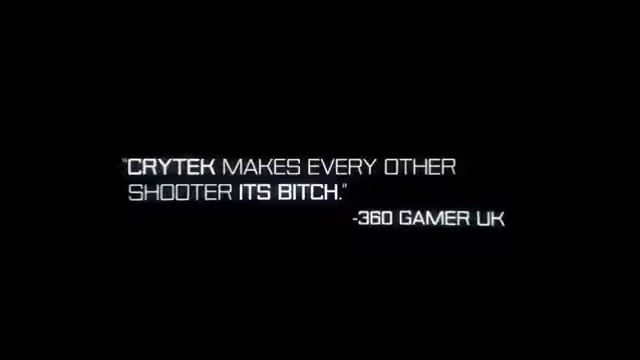 "CRYTEK MAKES EVERY OTHER
SHOOTER ITS BITCH."
-360 GAMER UK